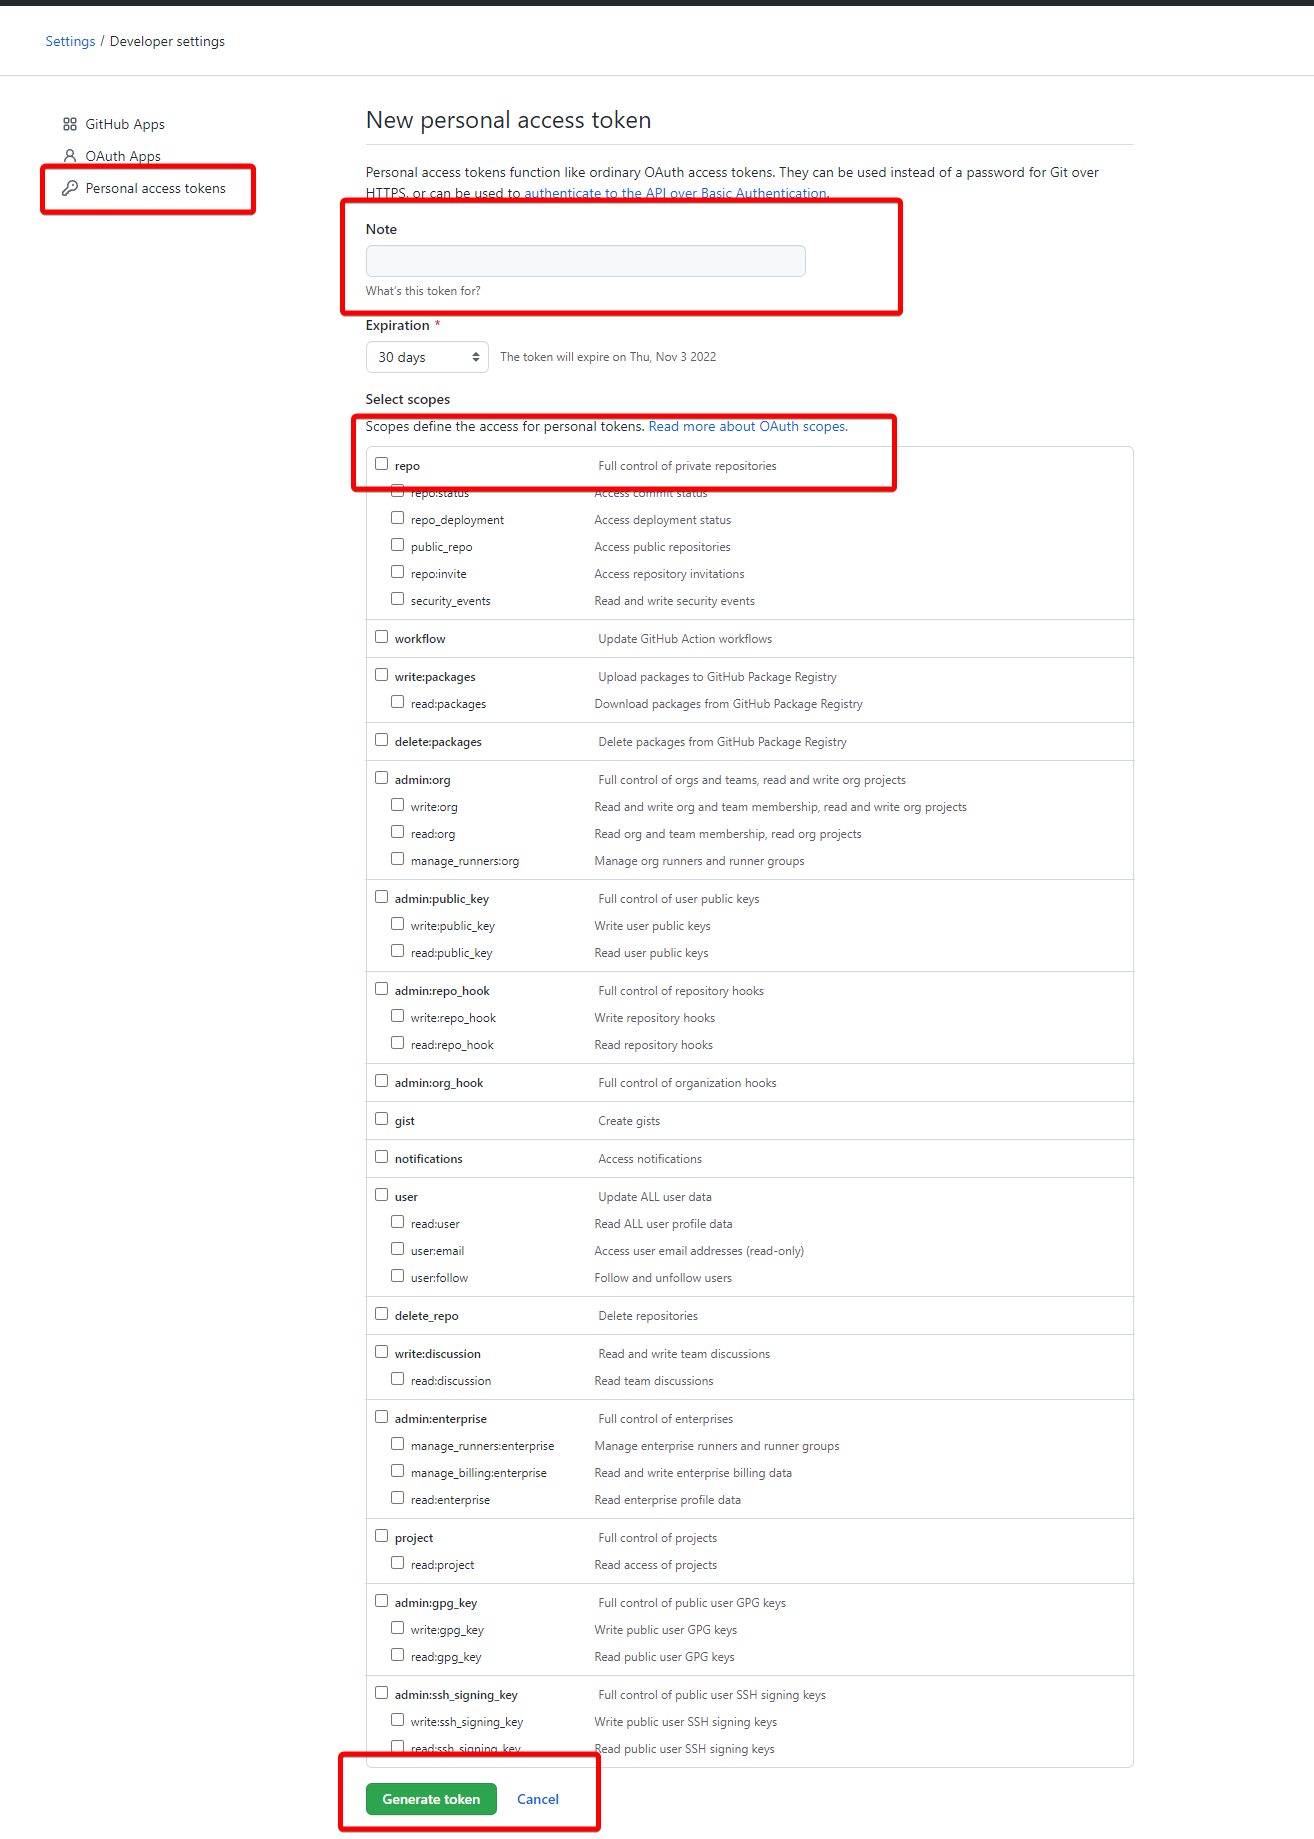 Settings / Developer settings
GitHub Apps
OAuth Apps
Personal access tokens
New personal access token
Personal access tokens function like ordinary OAuth access tokens. They can be used instead of a password for Git over
HTTPS, or can be used to authenticate to the API over Basic Authentication.
Note
What's this token for?
Expiration *
30 days The token will expire on Thu, Nov 3 2022
Select scopes
Scopes define the access for personal tokens. Read more about OAuth scopes.
repo Full control of private repositories
repo:status Access commit status
repo_deployment Access deployment status
public_repo Access public repositories
repo:invite Access repository invitations
security_events Read and write security events
workflow Update GitHub Action workflows
write:packages Upload packages to GitHub Package Registry
read:packages Download packages from GitHub Package Registry
delete:packages Delete packages from GitHub Package Registry
admin:org Full control of orgs and teams, read and write org projects
write:org Read and write org and team membership, read and write org projects
read:org Read org and team membership, read org projects
manage_runners:org Manage org runners and runner groups
admin:public_key Full control of user public keys
write:public_key Write user public keys
read:public_key Read user public keys
admin:repo_hook Full control of repository hooks
write:repo_hook Write repository hooks
read:repo_hook Read repository hooks
admin:org_hook Full control of organization hooks
gist Create gists
notifications Access notifications
user Update ALL user data
read:user Read ALL user profile data
user:email Access user email addresses (read-only)
user:follow Follow and unfollow users
delete_repo Delete repositories
write:discussion Read and write team discussions
read:discussion Read team discussions
admin:enterprise Full control of enterprises
manage_runners:enterprise Manage enterprise runners and runner groups
manage_billing:enterprise Read and write enterprise billing data
read:enterprise Read enterprise profile data
project Full control of projects
read:project Read access of projects
admin:gpg_key Full control of public user GPG keys
write:gpg_key Write public user GPG keys
read:gpg_key Read public user GPG keys
admin:ssh_signing_key Full control of public user SSH signing keys
write:ssh_signing_key Write public user SSH signing keys
read:ssh_signing_key Read public user SSH signing keys
Generate token Cancel